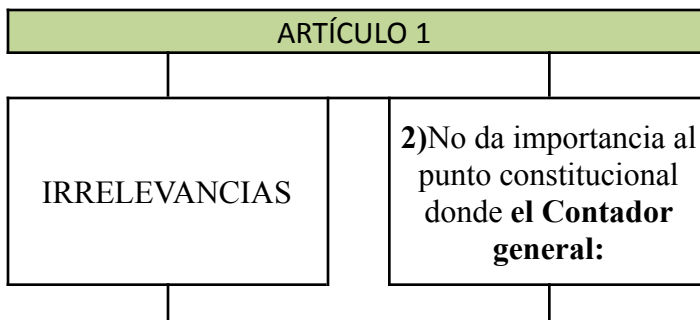 ARTÍCULO 1
IRRELEVANCIAS
2)No da importancia al
punto constitucional
donde el Contador
general: